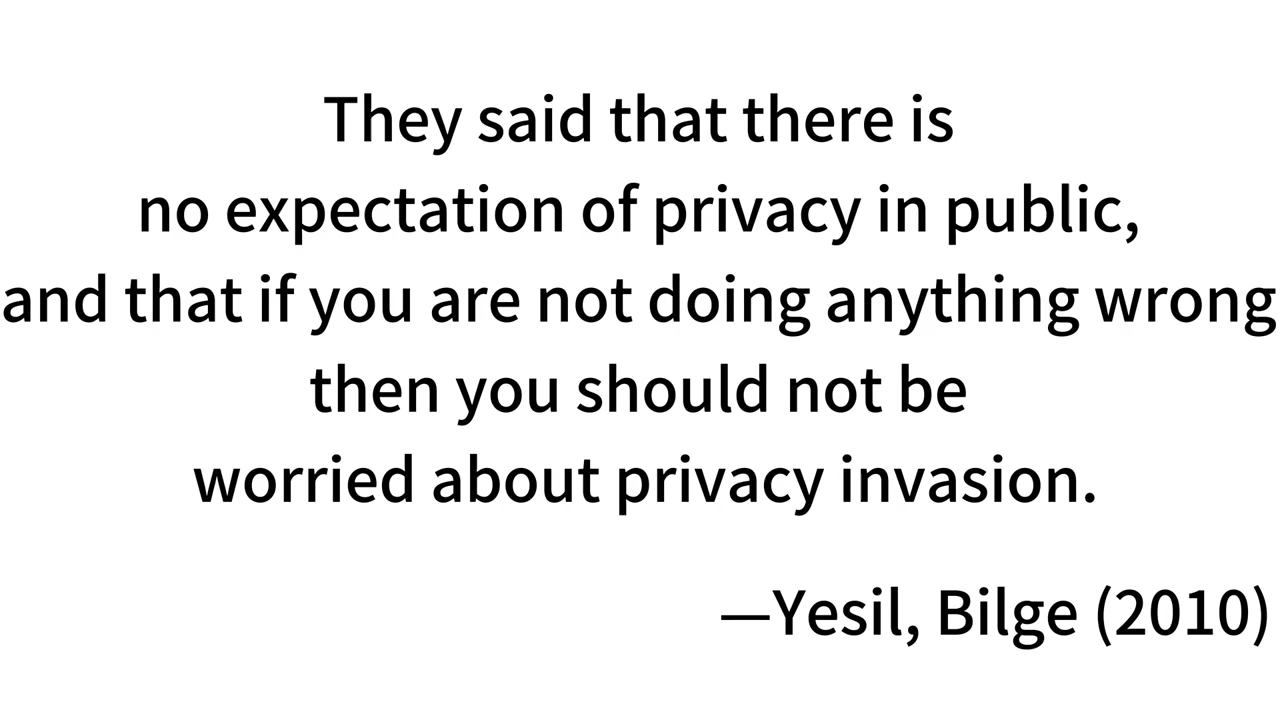 They said that there is
no expectation of privacy in public,
and that if you are not doing anything wrong
then you should not be
worried about privacy invasion.
—Yesil, Bilge (2010)